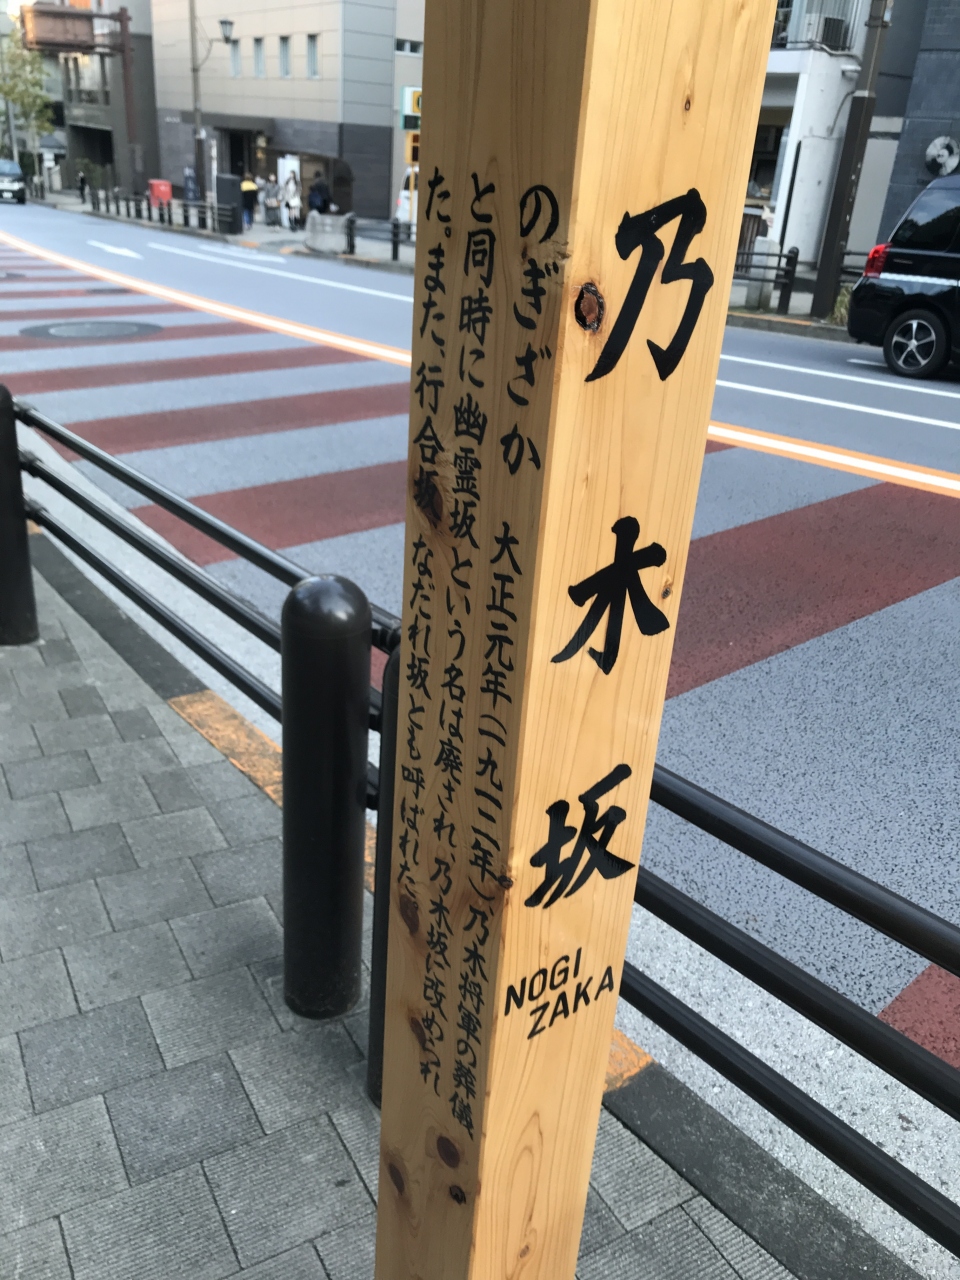 乃木坂
NOGI
ZAKA
のぎざか 大正元年(一九一二年)乃木将軍の葬儀
と同時に幽霊坂という名は廃され、乃木坂に改められ
た。また、行合坂 なだれ坂とも呼ばれた。